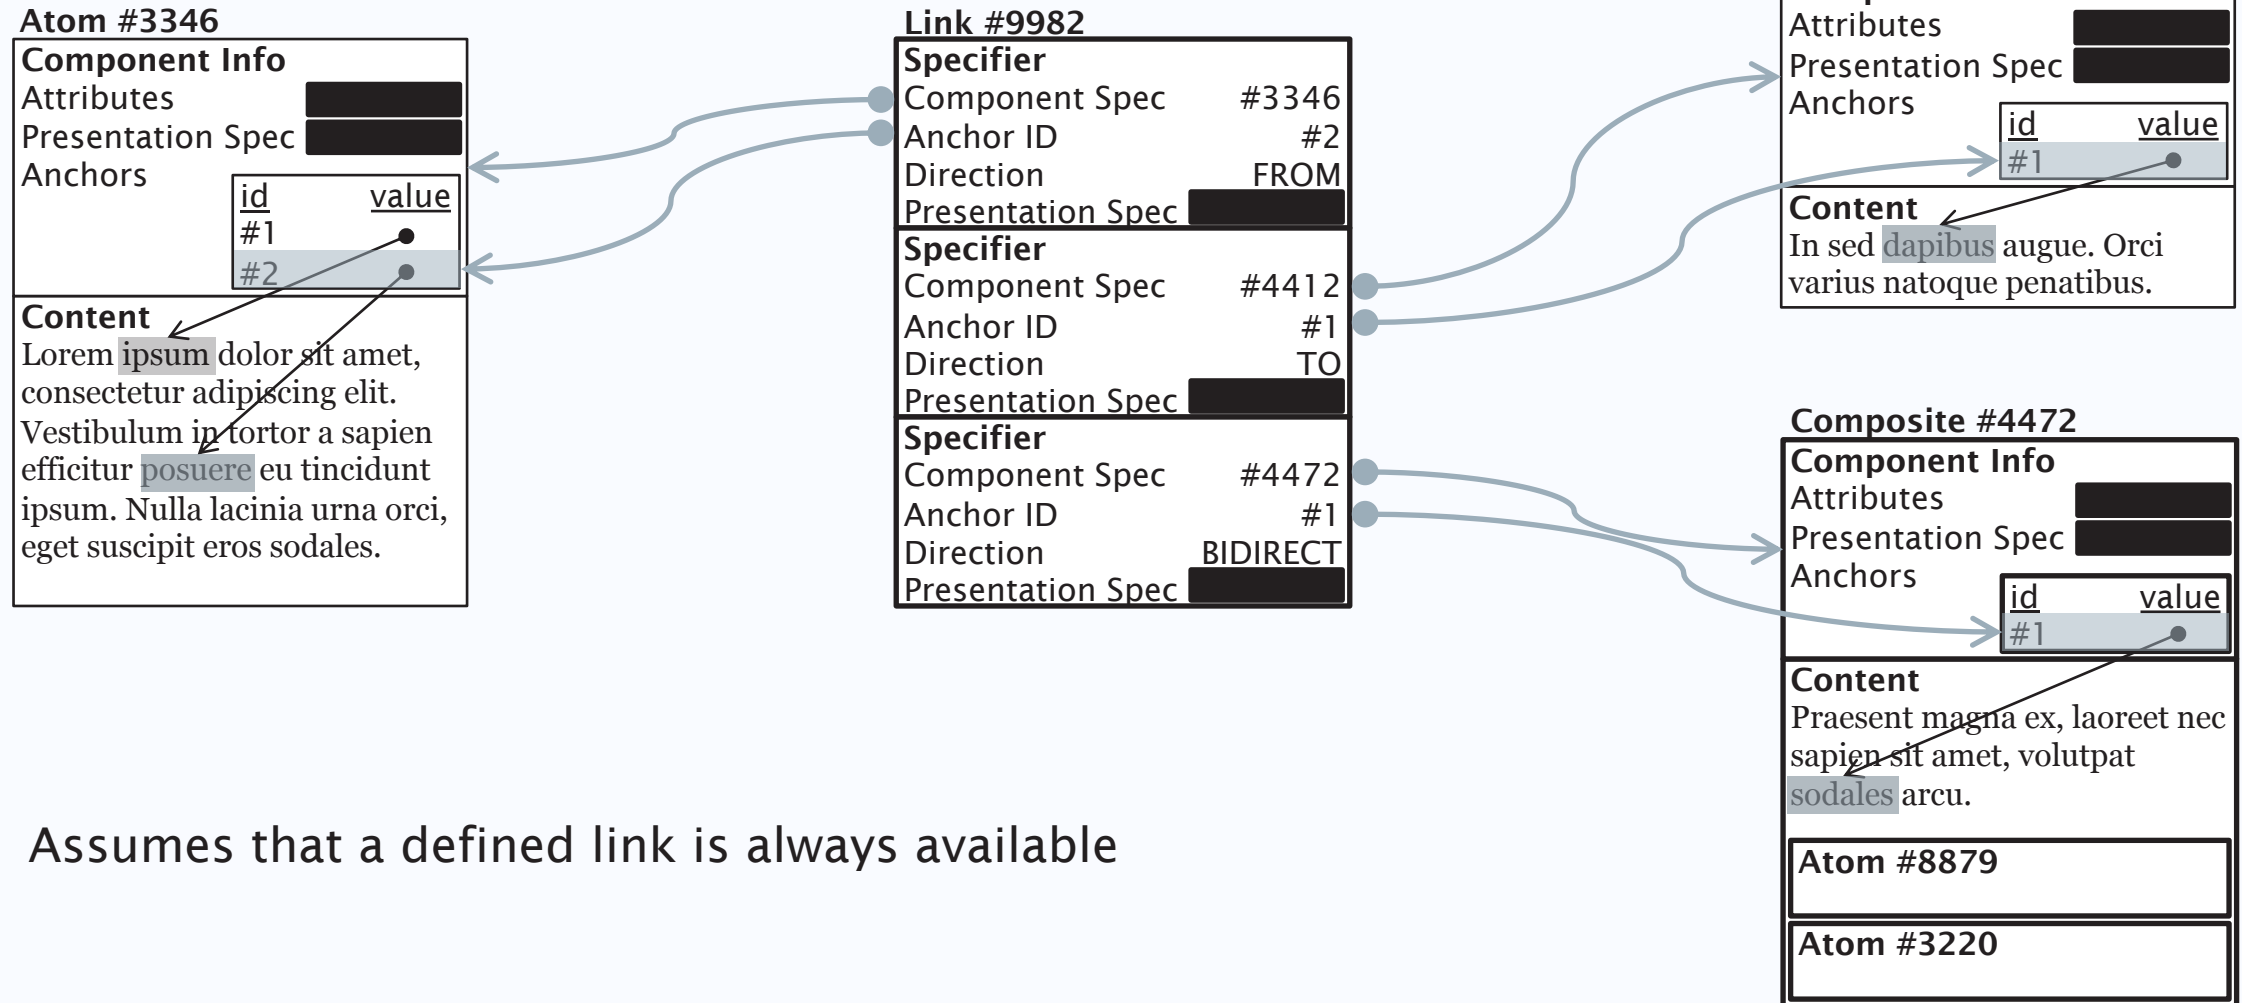 Atom #3346
Component Info
Attributes
Presentation Spec
Anchors
id value
#1
#2
Content
Lorem ipsum dolor sit amet,
consectetur adipiscing elit.
Vestibulum in tortor a sapien
efficitur posuere eu tincidunt
ipsum. Nulla lacinia urna orci,
eget suscipit eros sodales.
Link #9982
Specifier
Component Spec #3346
Anchor ID #2
Direction FROM
Presentation Spec
Specifier
Component Spec #4412
Anchor ID #1
Direction TO
Presentation Spec
Specifier
Component Spec #4472
Anchor ID #1
Direction BIDIRECT
Presentation Spec
Attributes
Presentation Spec
Anchors
id value
#1
Content
In sed dapibus augue. Orci
varius natoque penatibus.
Composite #4472
Component Info
Attributes
Presentation Spec
Anchors
id value
#1
Content
Praesent magna ex, laoreet nec
sapien sit amet, volutpat
sodales arcu.
Atom #8879
Atom #3220
Assumes that a defined link is always available